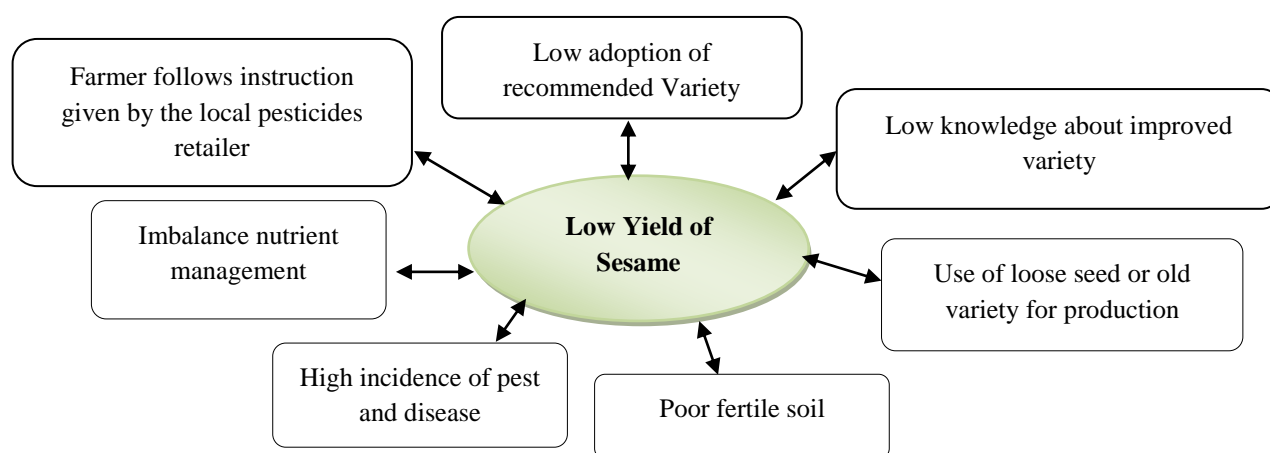 Low adoption of
recommended Variety
Farmer follows instruction
given by the local pesticides
retailer
Low knowledge about improved
variety
Imbalance nutrient
management
Low Yield of
Sesame
Use of loose seed or old
variety for production
High incidence of pest
and disease
Poor fertile soil